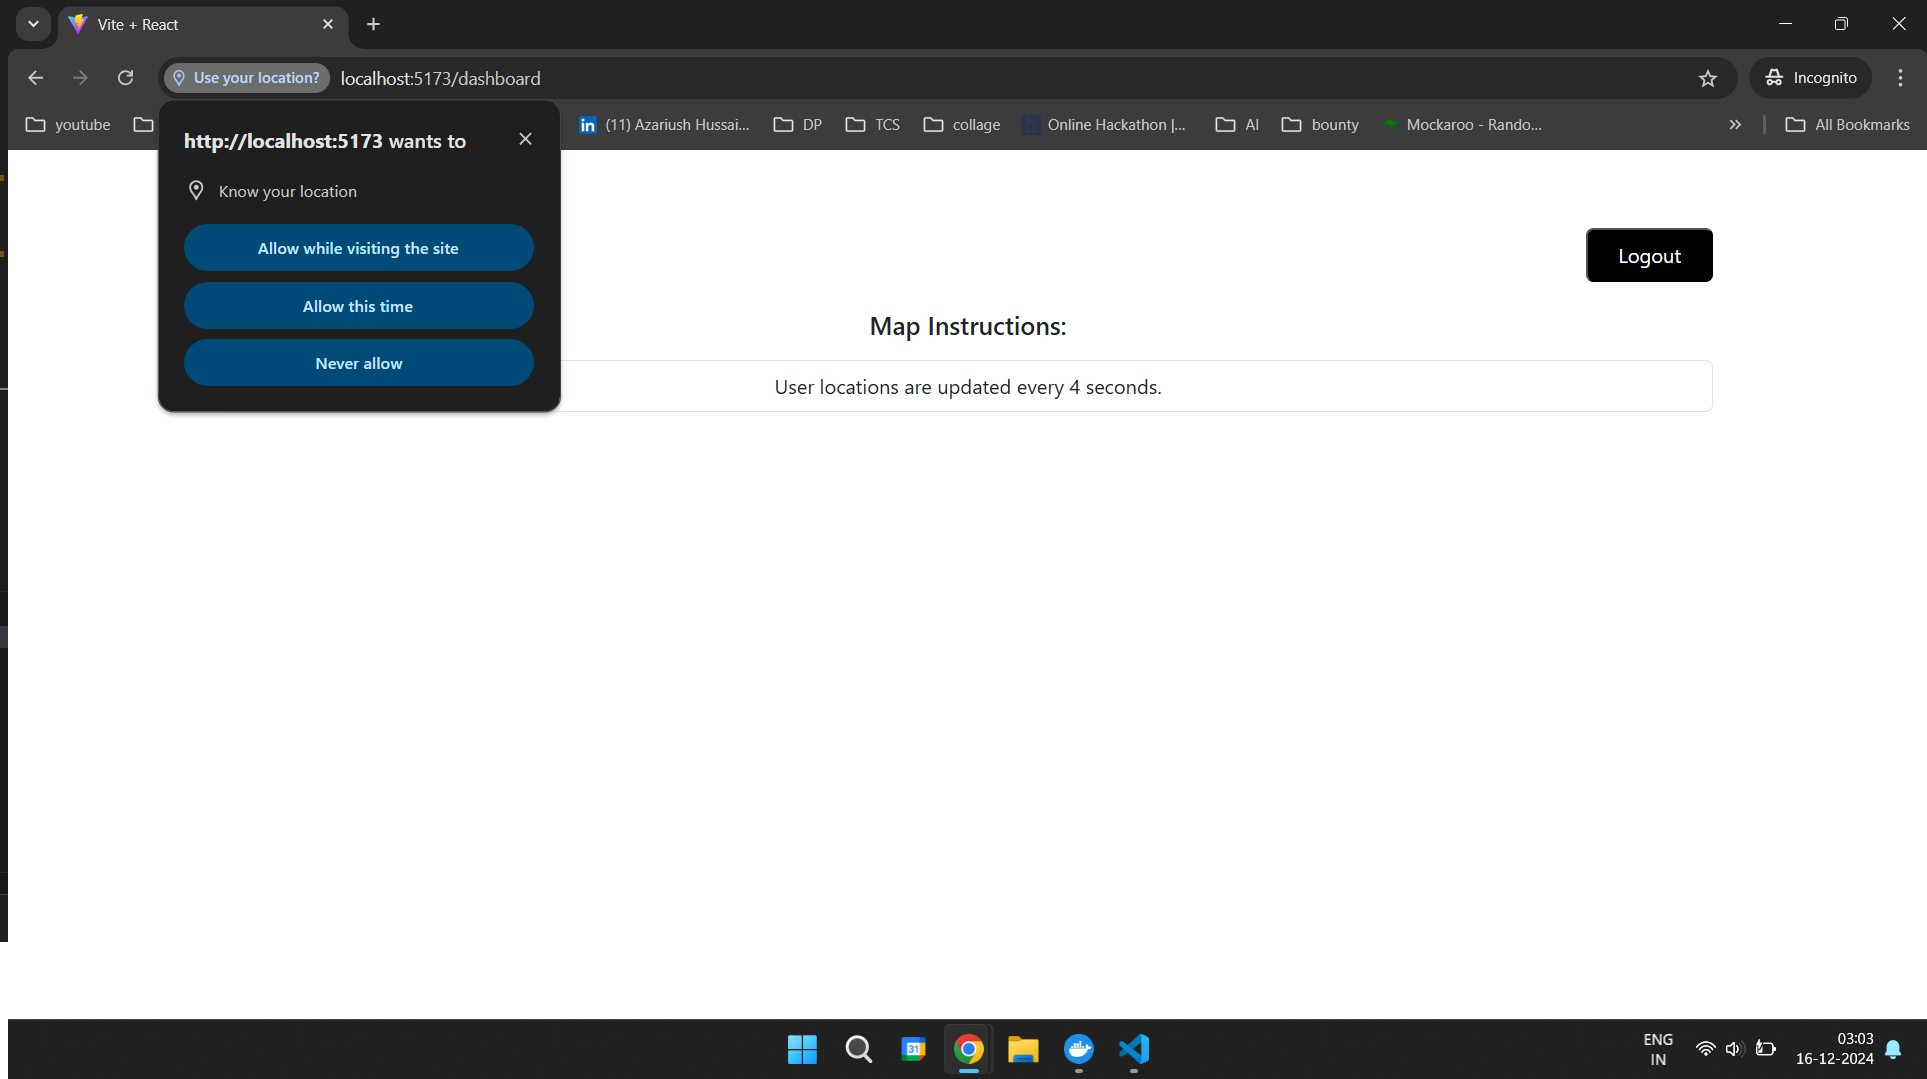 Vite + React
Use your location? localhost:5173/dashboard Incognito
youtube (11) Azariush Hussai... DP TCS collage Online Hackathon |... AI bounty Mockaroo - Rando... » All Bookmarks
http://localhost:5173 wants to
Know your location
Allow while visiting the site
Allow this time
Never allow
Logout
Map Instructions:
User locations are updated every 4 seconds.
31
ENG
IN
03:03
16-12-2024